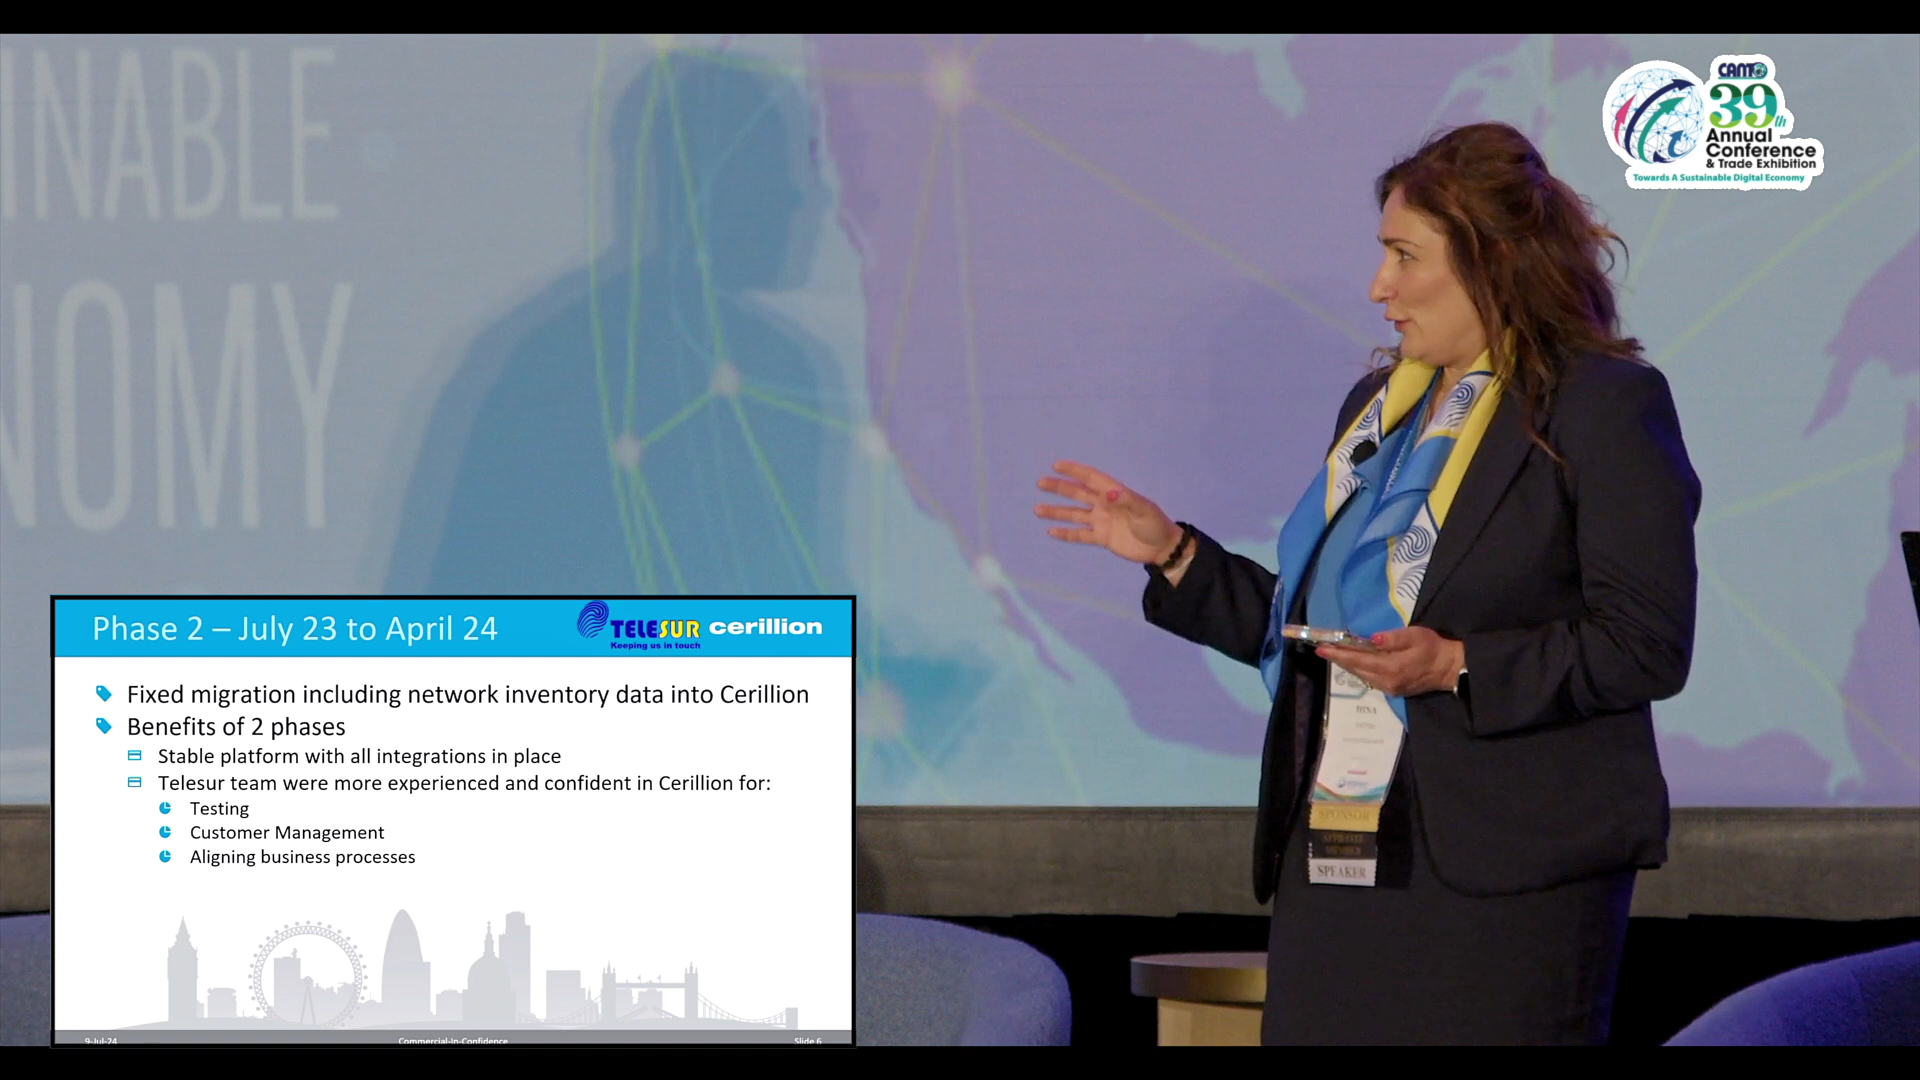 INABLE
NOMY
CANTO
39th
Annual
Conference
& Trade Exhibition
Towards A Sustainable Digital Economy
Phase 2 – July 23 to April 24
TELESUR
Keeping us in touch
cerillion
Fixed migration including network inventory data into Cerillion
Benefits of 2 phases
Stable platform with all integrations in place
Telesur team were more experienced and confident in Cerillion for:
Testing
Customer Management
Aligning business processes
9-Jul-24
Commercial-In-Confidence
Slide 6
HINA
SPONSOR
AFFILIATE
MEMBER
SPEAKER